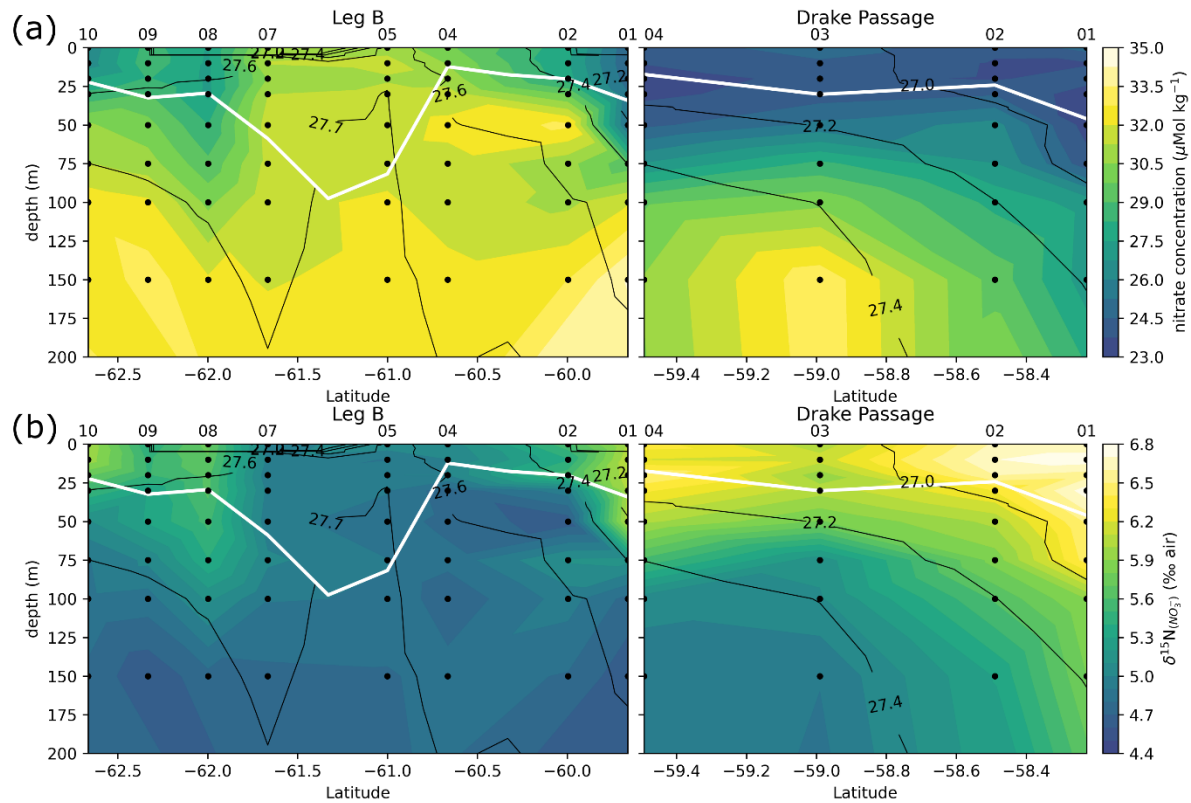 (a)
Leg B
Drake Passage
10 09 08 07 05 04 02 01
04 03 02 01
0
25
50
75
100
125
150
175
200
depth (m)
27.4
27.6
27.7
27.6
27.4
27.2
27.0
27.2
27.4
−62.5 −62.0 −61.5 −61.0 −60.5 −60.0
−59.4 −59.2 −59.0 −58.8 −58.6 −58.4
Latitude
Latitude
35.0
33.5
32.0
30.5
29.0
27.5
26.0
24.5
23.0
nitrate concentration (μMol kg⁻¹)
(b)
Leg B
Drake Passage
10 09 08 07 05 04 02 01
04 03 02 01
0
25
50
75
100
125
150
175
200
depth (m)
27.4
27.6
27.7
27.6
27.4
27.2
27.0
27.2
27.4
−62.5 −62.0 −61.5 −61.0 −60.5 −60.0
−59.4 −59.2 −59.0 −58.8 −58.6 −58.4
Latitude
Latitude
6.8
6.5
6.2
5.9
5.6
5.3
5.0
4.7
4.4
δ¹⁵N(NO₃⁻) (‰ air)